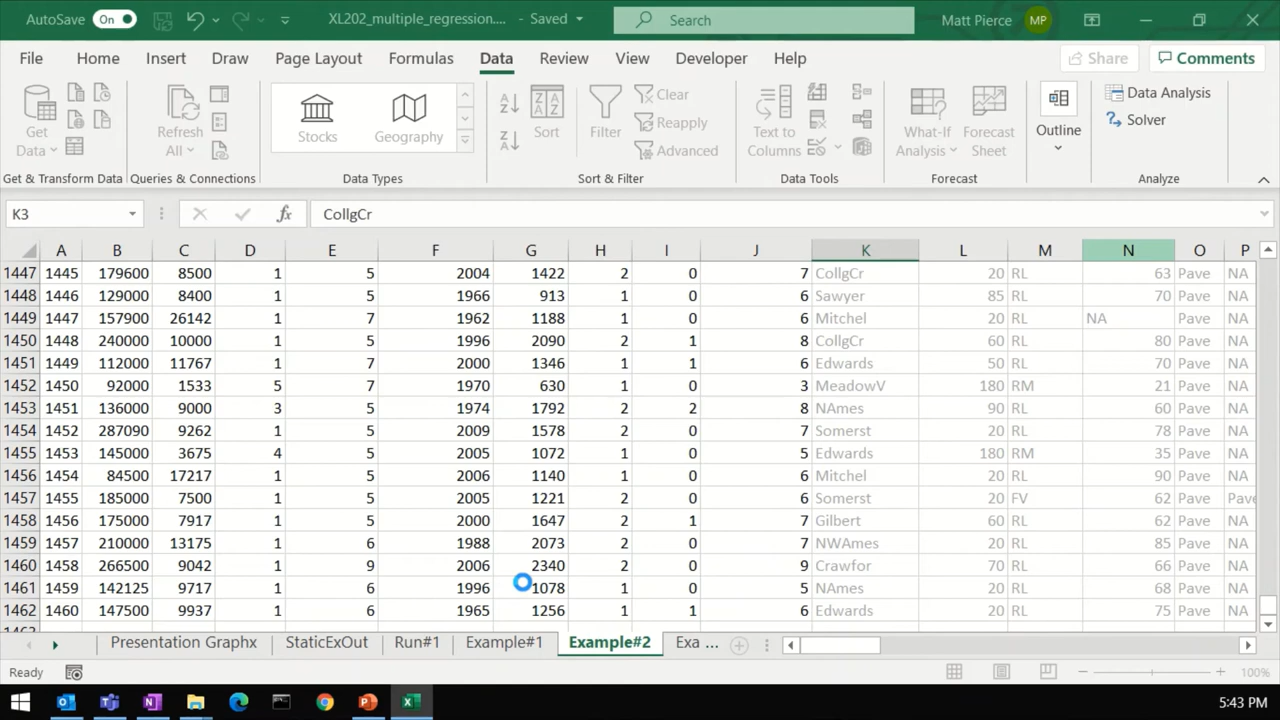 AutoSave On XL202_multiple_regression.... - Saved Search Matt Pierce MP
File Home Insert Draw Page Layout Formulas Data Review View Developer Help Share Comments
Get Data Refresh All Stocks Geography Sort Filter Clear Reapply Advanced Text to Columns What-If Analysis Forecast Sheet Outline Data Analysis Solver
Get & Transform Data Queries & Connections Data Types Sort & Filter Data Tools Forecast Analyze
K3 fx CollgCr
A B C D E F G H I J K L M N O P
1447 1445 179600 8500 1 5 2004 1422 2 0 7 CollgCr 20 RL 63 Pave NA
1448 1446 129000 8400 1 5 1966 913 1 0 6 Sawyer 85 RL 70 Pave NA
1449 1447 157900 26142 1 7 1962 1188 1 0 6 Mitchel 20 RL NA Pave NA
1450 1448 240000 10000 1 5 1996 2090 2 1 8 CollgCr 60 RL 80 Pave NA
1451 1449 112000 11767 1 7 2000 1346 1 1 6 Edwards 50 RL 70 Pave NA
1452 1450 92000 1533 5 7 1970 630 1 0 3 MeadowV 180 RM 21 Pave NA
1453 1451 136000 9000 3 5 1974 1792 2 2 8 NAmes 90 RL 60 Pave NA
1454 1452 287090 9262 1 5 2009 1578 2 0 7 Somerst 20 RL 78 Pave NA
1455 1453 145000 3675 4 5 2005 1072 1 0 5 Edwards 180 RM 35 Pave NA
1456 1454 84500 17217 1 5 2006 1140 1 0 6 Mitchel 20 RL 90 Pave NA
1457 1455 185000 7500 1 5 2005 1221 2 0 6 Somerst 20 FV 62 Pave Pave
1458 1456 175000 7917 1 5 2000 1647 2 1 7 Gilbert 60 RL 62 Pave NA
1459 1457 210000 13175 1 6 1988 2073 2 0 7 NWAmes 20 RL 85 Pave NA
1460 1458 266500 9042 1 9 2006 2340 2 0 9 Crawfor 70 RL 66 Pave NA
1461 1459 142125 9717 1 6 1996 1078 1 0 5 NAmes 20 RL 68 Pave NA
1462 1460 147500 9937 1 6 1965 1256 1 1 6 Edwards 20 RL 75 Pave NA
Presentation Graphx StaticExOut Run#1 Example#1 Example#2 Exa ...
Ready 100%
5:43 PM